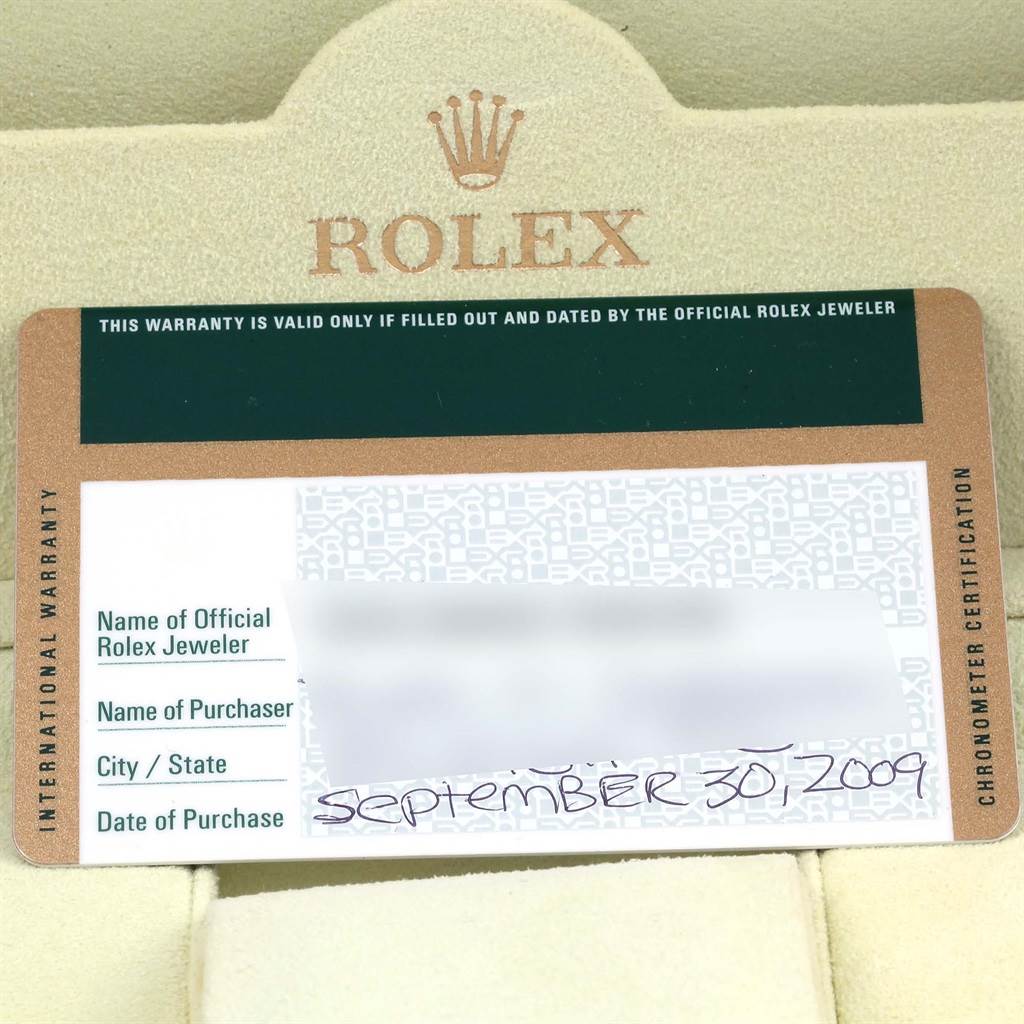 ROLEX
THIS WARRANTY IS VALID ONLY IF FILLED OUT AND DATED BY THE OFFICIAL ROLEX JEWELER
INTERNATIONAL WARRANTY
Name of Official
Rolex Jeweler
Name of Purchaser
City / State
Date of Purchase
September 30, 2009
CHRONOMETER CERTIFICATION